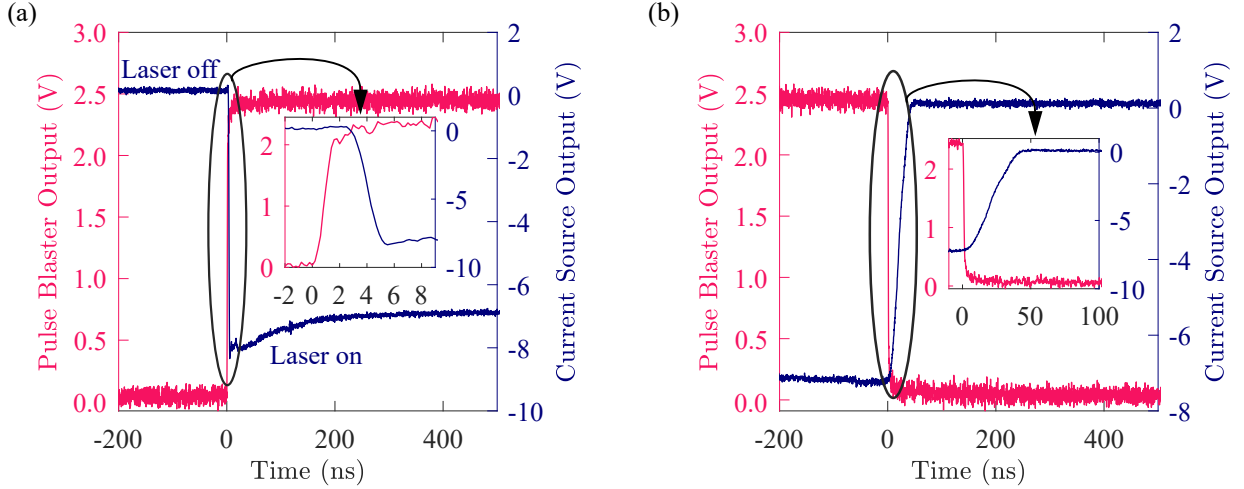 (a)
3.0
2.5
2.0
1.5
1.0
0.5
0.0
Pulse Blaster Output (V)
2
0
-2
-4
-6
-8
-10
Current Source Output (V)
Laser off
Laser on
2
1
0
0
-5
-10
-2 0 2 4 6 8
-200 0 200 400
Time (ns)
(b)
3.0
2.5
2.0
1.5
1.0
0.5
0.0
Pulse Blaster Output (V)
2
0
-2
-4
-6
-8
Current Source Output (V)
2
1
0
0
-5
-10
0 50 100
-200 0 200 400
Time (ns)